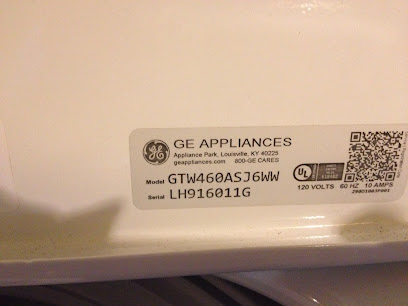 GE APPLIANCES
Appliance Park, Louisville, KY 40225
geappliances.com 800-GE CARES
Model GTW460ASJ6WW
Serial LH916011G
UL
120 VOLTS 60 HZ 10 AMPS